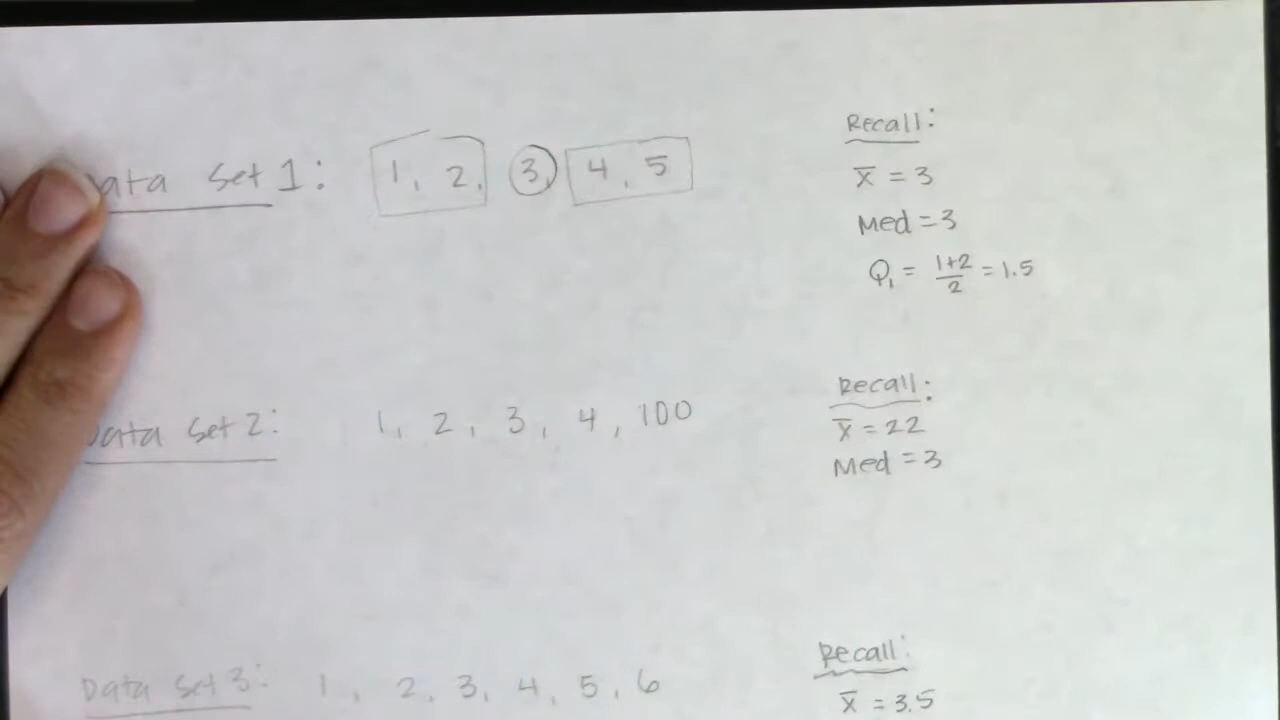 Recall:
ata Set 1: 1, 2, 3, 4, 5
x̄ = 3
Med = 3
Q₁ = 1+2/2 = 1.5
Recall:
ata Set 2: 1, 2, 3, 4, 100
x̄ = 22
Med = 3
Recall:
Data Set 3: 1, 2, 3, 4, 5, 6
x̄ = 3.5